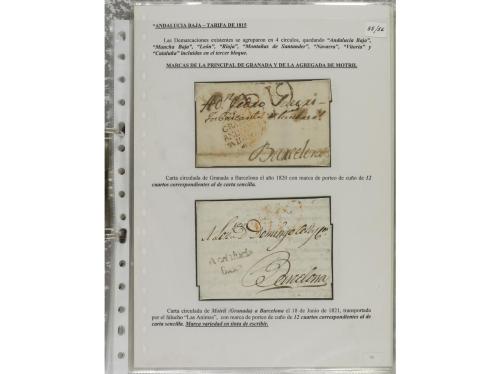 "ANDALUCIA BAJA – TARIFA DE 1815
Las Demarcaciones existentes se agruparon en 4 círculos, quedando "Andalucía Baja",
"Mancha Baja", "León", "Rioja", "Montañas de Santander", "Navarra", "Vitoria" y
"Cataluña" incluidas en el tercer bloque.
MARCAS DE LA PRINCIPAL DE GRANADA Y DE LA AGREGADA DE MOTRIL.
Barcelona
Carta circulada de Granada a Barcelona el año 1820 con marca de porteo de cuño de 12
cuartos correspondientes al de carta sencilla.
Domingo
Barcelona
Carta circulada de Motril (Granada) a Barcelona el 18 de Junio de 1821, transportada
por el falucho "Las Animas", con marca de porteo de cuño de 12 cuartos correspondientes al de
carta sencilla. Marca variedad en tinta de escribir.